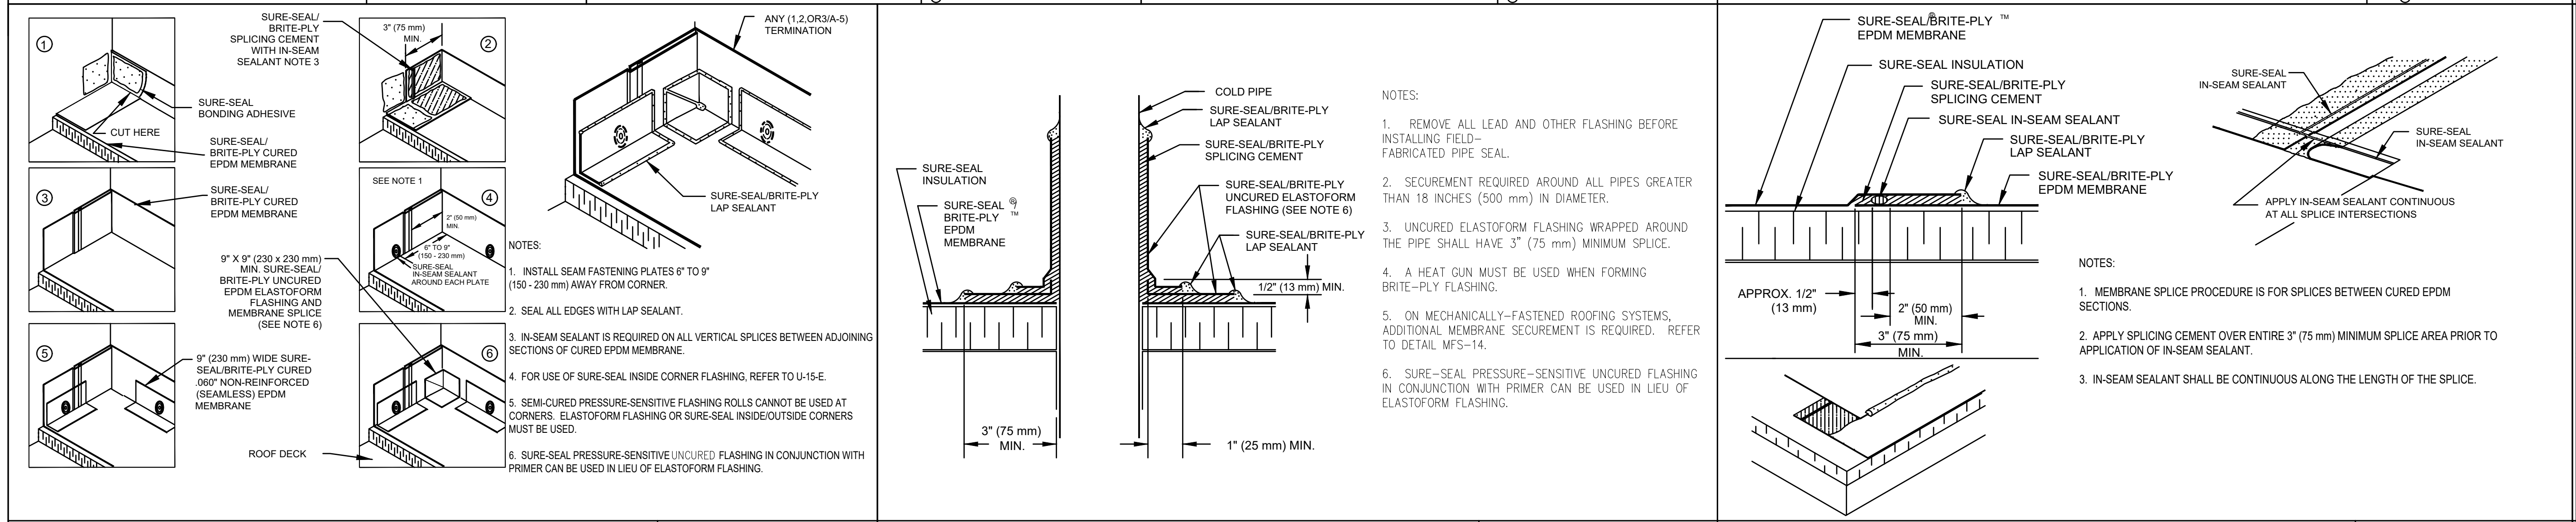 1
SURE-SEAL/
BRITE-PLY
SPLICING CEMENT
WITH IN-SEAM
SEALANT NOTE 3
SURE-SEAL
BONDING ADHESIVE
CUT HERE
SURE-SEAL/
BRITE-PLY CURED
EPDM MEMBRANE
3" (75 mm)
MIN.
2
3
SURE-SEAL/
BRITE-PLY CURED
EPDM MEMBRANE
SEE NOTE 1
4
2" (50 mm)
MIN.
6" TO 9"
(150 - 230 mm)
SURE-SEAL
IN-SEAM SEALANT
AROUND EACH PLATE
9" X 9" (230 x 230 mm)
MIN. SURE-SEAL/
BRITE-PLY UNCURED
EPDM ELASTOFORM
FLASHING AND
MEMBRANE SPLICE
(SEE NOTE 6)
5
9" (230 mm) WIDE SURE-
SEAL/BRITE-PLY CURED
.060" NON-REINFORCED
(SEAMLESS) EPDM
MEMBRANE
6
ROOF DECK
ANY (1,2,OR3/A-5)
TERMINATION
SURE-SEAL/BRITE-PLY
LAP SEALANT
NOTES:
1. INSTALL SEAM FASTENING PLATES 6" TO 9"
(150 - 230 mm) AWAY FROM CORNER.
2. SEAL ALL EDGES WITH LAP SEALANT.
3. IN-SEAM SEALANT IS REQUIRED ON ALL VERTICAL SPLICES BETWEEN ADJOINING
SECTIONS OF CURED EPDM MEMBRANE.
4. FOR USE OF SURE-SEAL INSIDE CORNER FLASHING, REFER TO U-15-E.
5. SEMI-CURED PRESSURE-SENSITIVE FLASHING ROLLS CANNOT BE USED AT
CORNERS. ELASTOFORM FLASHING OR SURE-SEAL INSIDE/OUTSIDE CORNERS
MUST BE USED.
6. SURE-SEAL PRESSURE-SENSITIVE UNCURED FLASHING IN CONJUNCTION WITH
PRIMER CAN BE USED IN LIEU OF ELASTOFORM FLASHING.
SURE-SEAL
INSULATION
SURE-SEAL ®/
BRITE-PLY ™
EPDM
MEMBRANE
COLD PIPE
SURE-SEAL/BRITE-PLY
LAP SEALANT
SURE-SEAL/BRITE-PLY
SPLICING CEMENT
SURE-SEAL/BRITE-PLY
UNCURED ELASTOFORM
FLASHING (SEE NOTE 6)
SURE-SEAL/BRITE-PLY
LAP SEALANT
1/2" (13 mm) MIN.
3" (75 mm)
MIN.
1" (25 mm) MIN.
NOTES:
1. REMOVE ALL LEAD AND OTHER FLASHING BEFORE
INSTALLING FIELD-
FABRICATED PIPE SEAL.
2. SECUREMENT REQUIRED AROUND ALL PIPES GREATER
THAN 18 INCHES (500 mm) IN DIAMETER.
3. UNCURED ELASTOFORM FLASHING WRAPPED AROUND
THE PIPE SHALL HAVE 3" (75 mm) MINIMUM SPLICE.
4. A HEAT GUN MUST BE USED WHEN FORMING
BRITE-PLY FLASHING.
5. ON MECHANICALLY-FASTENED ROOFING SYSTEMS,
ADDITIONAL MEMBRANE SECUREMENT IS REQUIRED. REFER
TO DETAIL MFS-14.
6. SURE-SEAL PRESSURE-SENSITIVE UNCURED FLASHING
IN CONJUNCTION WITH PRIMER CAN BE USED IN LIEU OF
ELASTOFORM FLASHING.
SURE-SEAL®/BRITE-PLY ™
EPDM MEMBRANE
SURE-SEAL INSULATION
SURE-SEAL/BRITE-PLY
SPLICING CEMENT
SURE-SEAL IN-SEAM SEALANT
SURE-SEAL/BRITE-PLY
LAP SEALANT
SURE-SEAL/BRITE-PLY
EPDM MEMBRANE
APPROX. 1/2"
(13 mm)
2" (50 mm)
MIN.
3" (75 mm)
MIN.
SURE-SEAL
IN-SEAM SEALANT
SURE-SEAL
IN-SEAM SEALANT
APPLY IN-SEAM SEALANT CONTINUOUS
AT ALL SPLICE INTERSECTIONS
NOTES:
1. MEMBRANE SPLICE PROCEDURE IS FOR SPLICES BETWEEN CURED EPDM
SECTIONS.
2. APPLY SPLICING CEMENT OVER ENTIRE 3" (75 mm) MINIMUM SPLICE AREA PRIOR TO
APPLICATION OF IN-SEAM SEALANT.
3. IN-SEAM SEALANT SHALL BE CONTINUOUS ALONG THE LENGTH OF THE SPLICE.